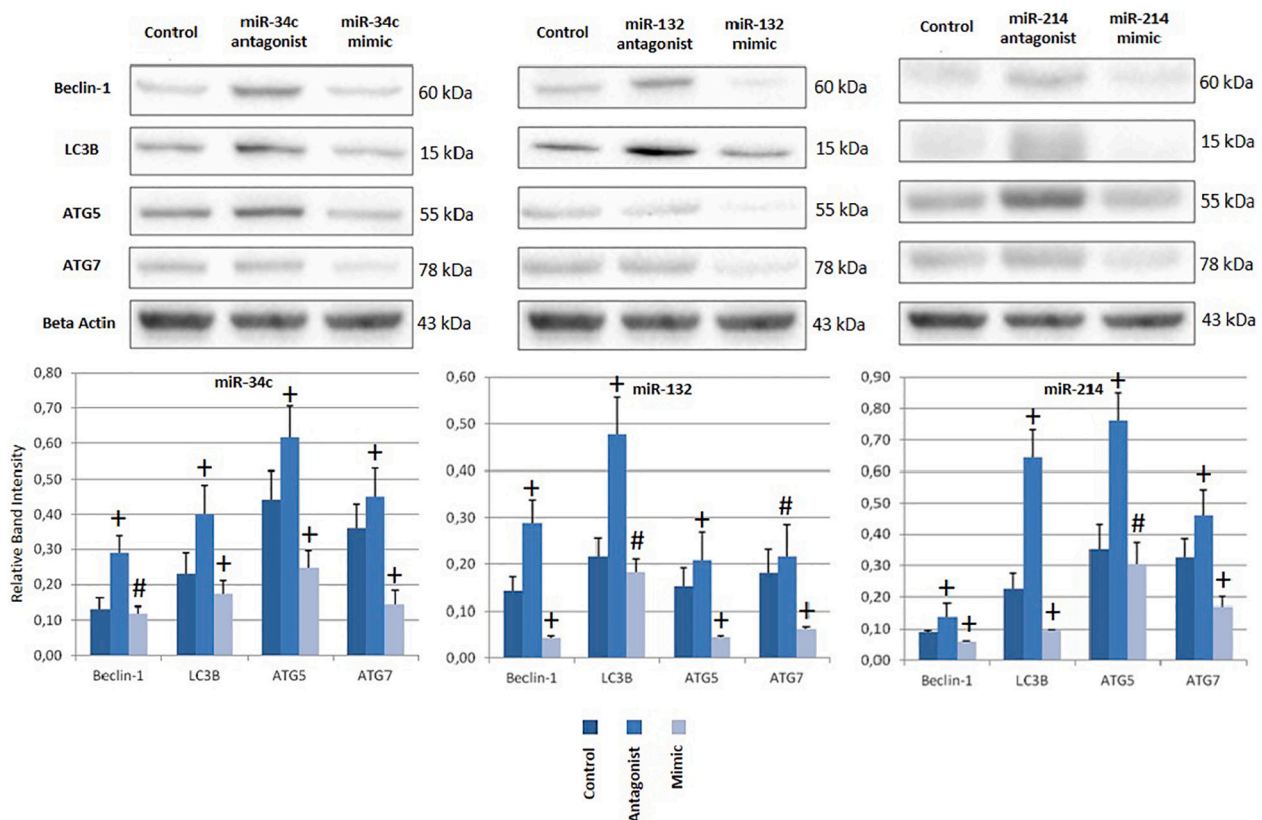 Control miR-34c antagonist miR-34c mimic
Control miR-132 antagonist miR-132 mimic
Control miR-214 antagonist miR-214 mimic
Beclin-1 60 kDa 60 kDa 60 kDa
LC3B 15 kDa 15 kDa 15 kDa
ATG5 55 kDa 55 kDa 55 kDa
ATG7 78 kDa 78 kDa 78 kDa
Beta Actin 43 kDa 43 kDa 43 kDa
miR-34c
Relative Band Intensity
0,80
0,70
0,60
0,50
0,40
0,30
0,20
0,10
0,00
+ # + + + + + +
Beclin-1 LC3B ATG5 ATG7
miR-132
0,60
0,50
0,40
0,30
0,20
0,10
0,00
+ + + # + + # +
Beclin-1 LC3B ATG5 ATG7
miR-214
0,90
0,80
0,70
0,60
0,50
0,40
0,30
0,20
0,10
0,00
+ + + + + # + +
Beclin-1 LC3B ATG5 ATG7
Control
Antagonist
Mimic